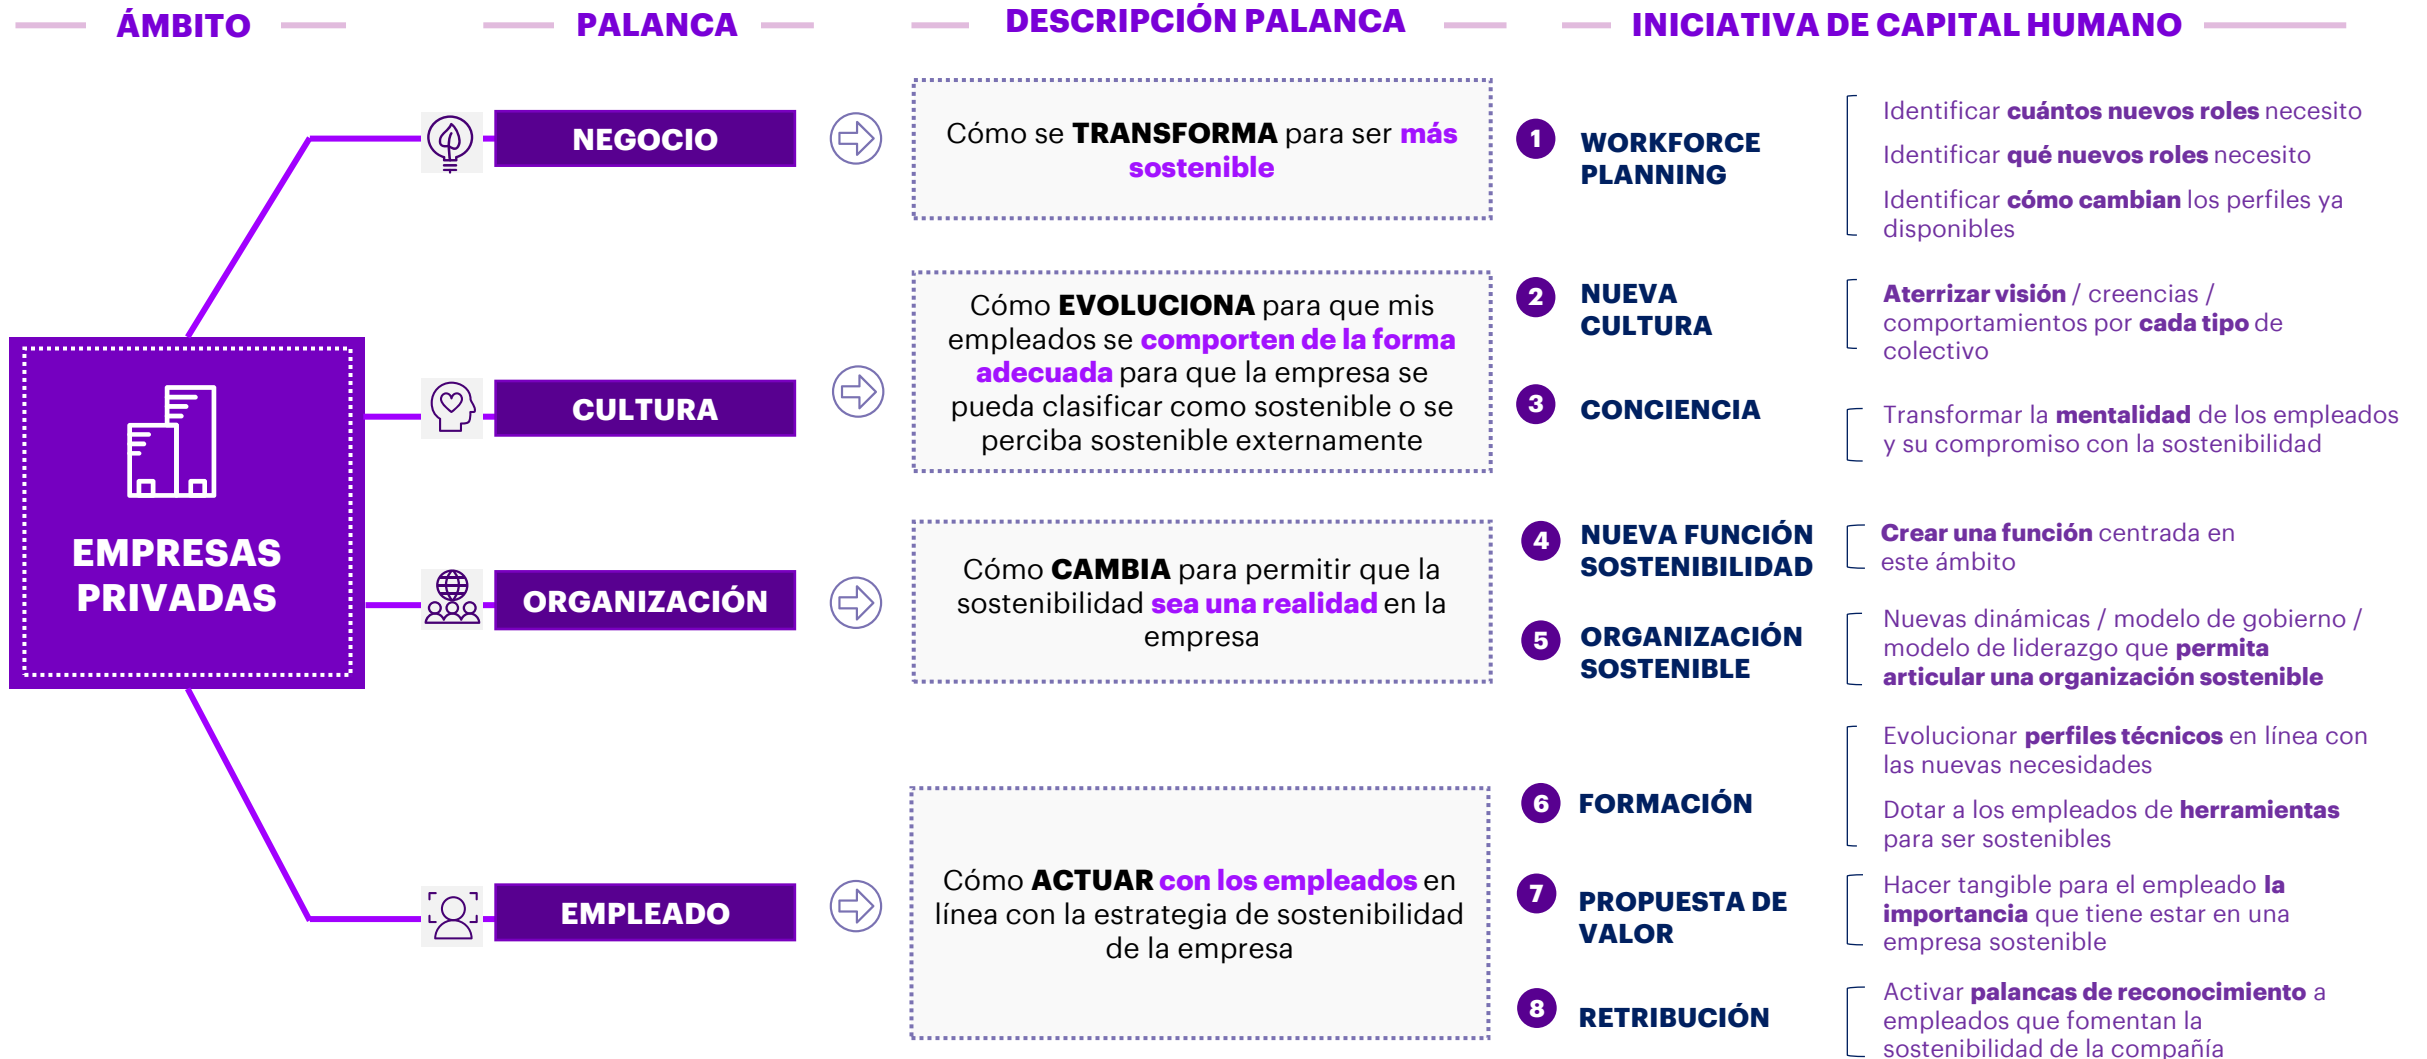 ÁMBITO
PALANCA
DESCRIPCIÓN PALANCA
INICIATIVA DE CAPITAL HUMANO
EMPRESAS
PRIVADAS
NEGOCIO
Cómo se TRANSFORMA para ser más
sostenible
1
WORKFORCE
PLANNING
Identificar cuántos nuevos roles necesito
Identificar qué nuevos roles necesito
Identificar cómo cambian los perfiles ya
disponibles
CULTURA
Cómo EVOLUCIONA para que mis
empleados se comporten de la forma
adecuada para que la empresa se
pueda clasificar como sostenible o se
perciba sostenible externamente
2
NUEVA
CULTURA
Aterrizar visión / creencias /
comportamientos por cada tipo de
colectivo
3
CONCIENCIA
Transformar la mentalidad de los empleados
y su compromiso con la sostenibilidad
ORGANIZACIÓN
Cómo CAMBIA para permitir que la
sostenibilidad sea una realidad en la
empresa
4
NUEVA FUNCIÓN
SOSTENIBILIDAD
Crear una función centrada en
este ámbito
5
ORGANIZACIÓN
SOSTENIBLE
Nuevas dinámicas / modelo de gobierno /
modelo de liderazgo que permita
articular una organización sostenible
EMPLEADO
Cómo ACTUAR con los empleados en
línea con la estrategia de sostenibilidad
de la empresa
6
FORMACIÓN
Evolucionar perfiles técnicos en línea con
las nuevas necesidades
Dotar a los empleados de herramientas
para ser sostenibles
7
PROPUESTA DE
VALOR
Hacer tangible para el empleado la
importancia que tiene estar en una
empresa sostenible
8
RETRIBUCIÓN
Activar palancas de reconocimiento a
empleados que fomentan la
sostenibilidad de la compañía